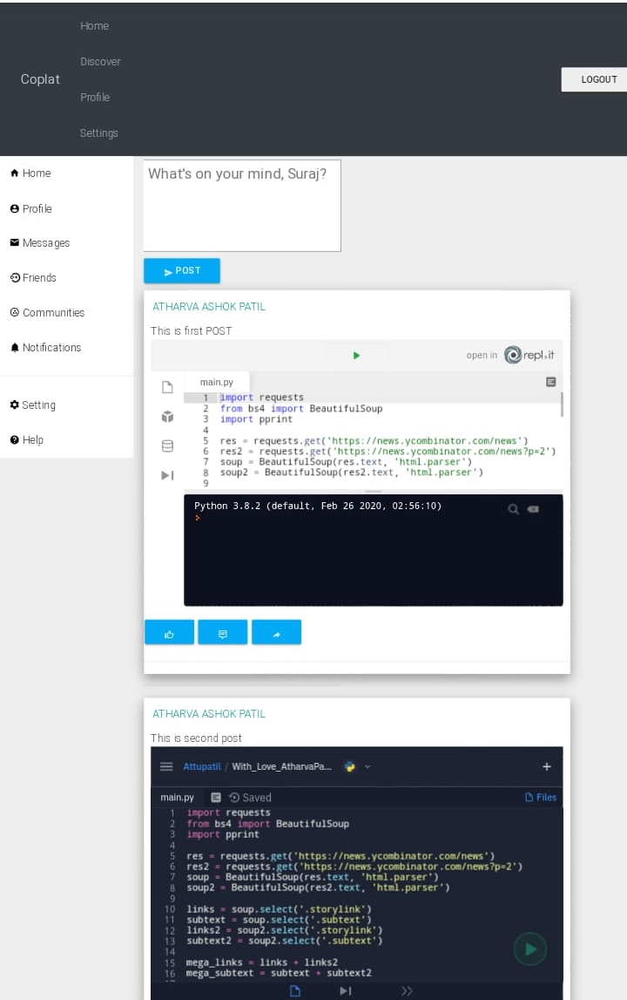 Home
Discover
Coplat
Profile
Settings
LOGOUT
Home
Profile
Messages
Friends
Communities
Notifications
Setting
Help
What's on your mind, Suraj?
POST
ATHARVA ASHOK PATIL
This is first POST
open in repl.it
main.py
1 import requests
2 from bs4 import BeautifulSoup
3 import pprint
4
5 res = requests.get('https://news.ycombinator.com/news')
6 res2 = requests.get('https://news.ycombinator.com/news?p=2')
7 soup = BeautifulSoup(res.text, 'html.parser')
8 soup2 = BeautifulSoup(res2.text, 'html.parser')
9
Python 3.8.2 (default, Feb 26 2020, 02:56:10)
ATHARVA ASHOK PATIL
This is second post
Attupatil / With_Love_AtharvaPa...
main.py Saved Files
1 import requests
2 from bs4 import BeautifulSoup
3 import pprint
4
5 res = requests.get('https://news.ycombinator.com/news')
6 res2 = requests.get('https://news.ycombinator.com/news?p=2')
7 soup = BeautifulSoup(res.text, 'html.parser')
8 soup2 = BeautifulSoup(res2.text, 'html.parser')
9
10 links = soup.select('.storylink')
11 subtext = soup.select('.subtext')
12 links2 = soup2.select('.storylink')
13 subtext2 = soup2.select('.subtext')
14
15 mega_links = links + links2
16 mega_subtext = subtext + subtext2